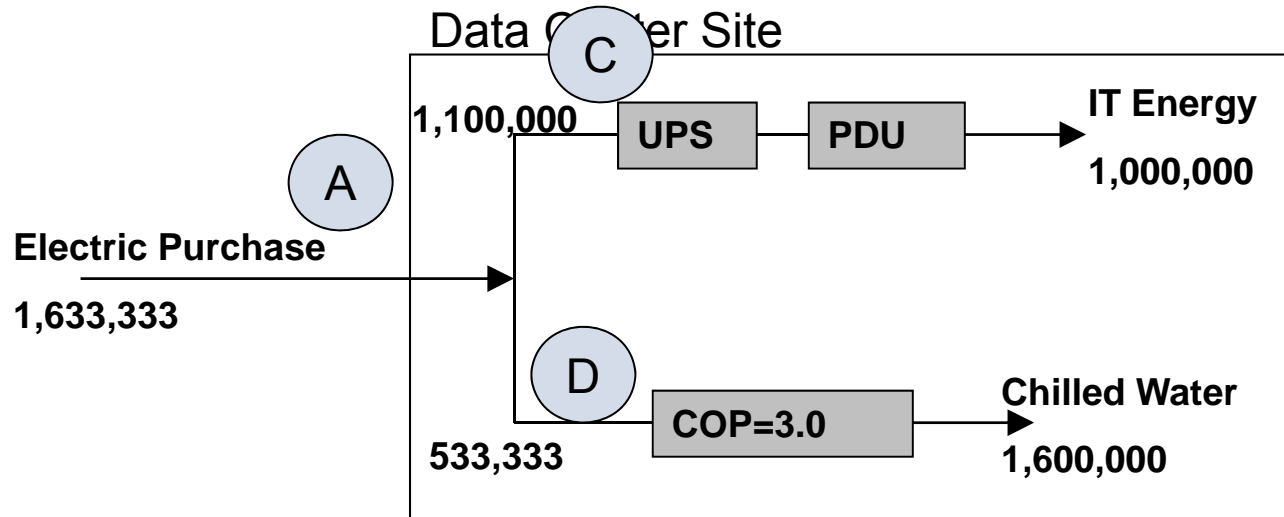 Data Center Site
C
1,100,000
UPS
PDU
IT Energy
1,000,000
A
Electric Purchase
1,633,333
D
533,333
COP=3.0
Chilled Water
1,600,000